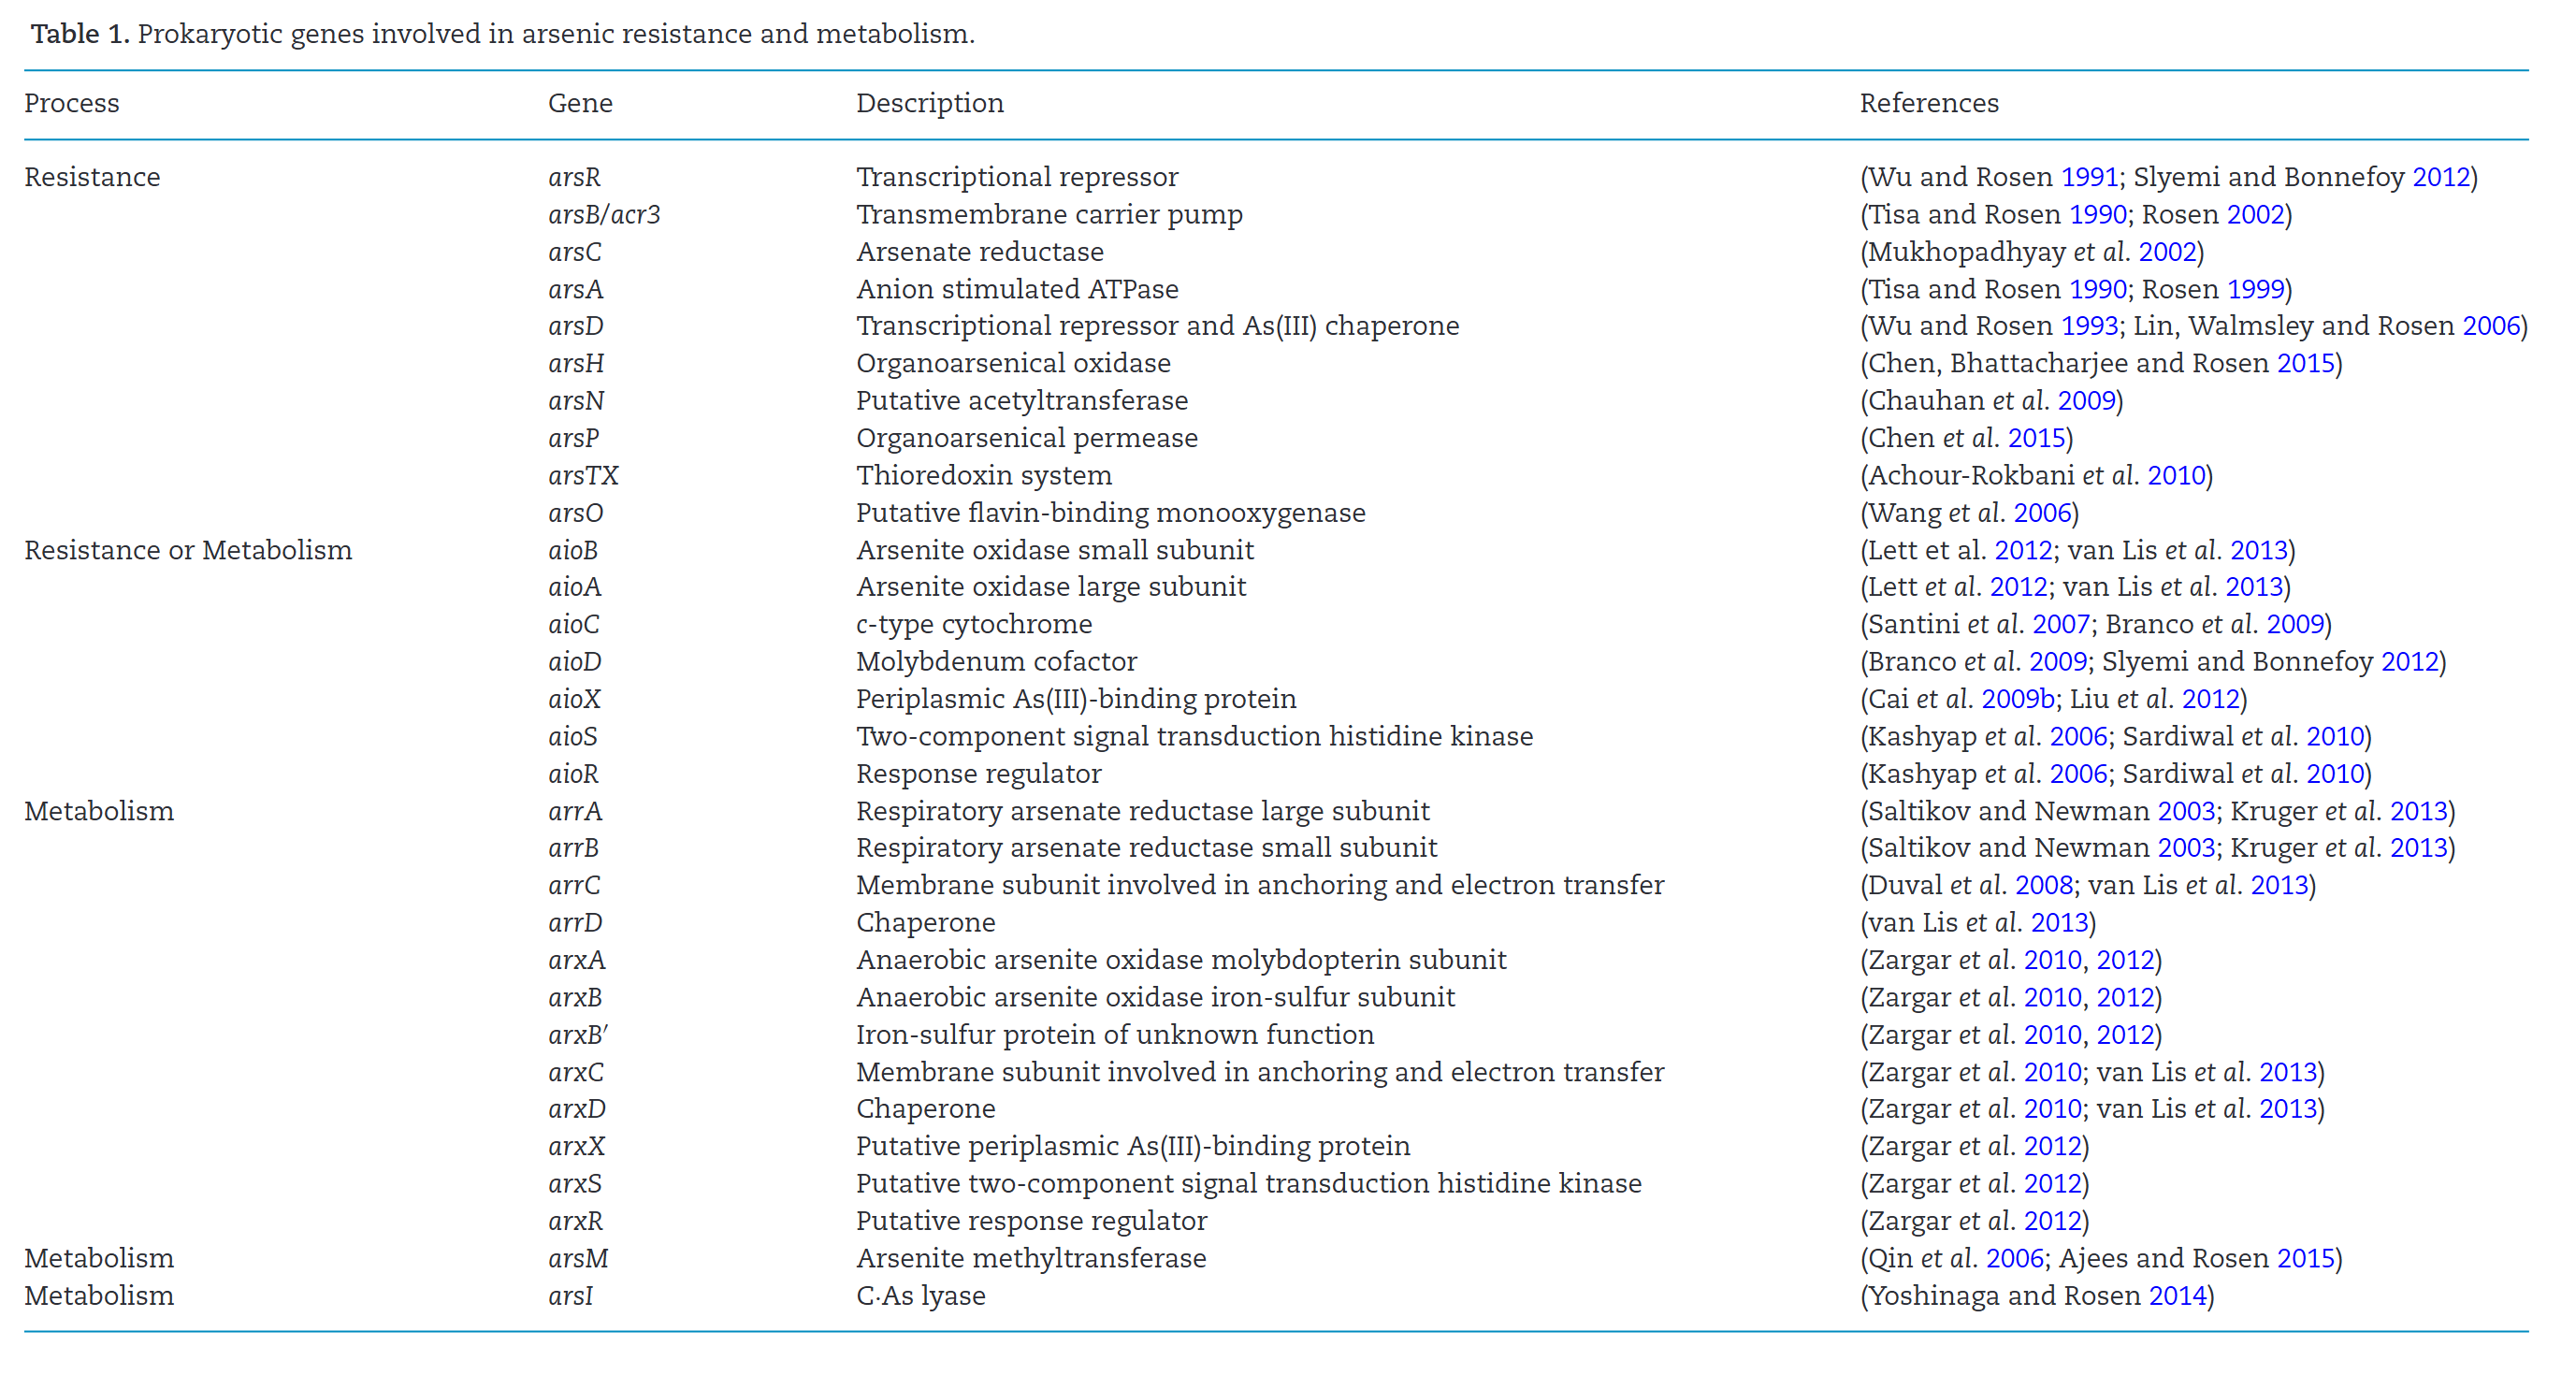 Table 1. Prokaryotic genes involved in arsenic resistance and metabolism.
Process Gene Description References
Resistance arsR Transcriptional repressor (Wu and Rosen 1991; Slyemi and Bonnefoy 2012)
arsB/acr3 Transmembrane carrier pump (Tisa and Rosen 1990; Rosen 2002)
arsC Arsenate reductase (Mukhopadhyay et al. 2002)
arsA Anion stimulated ATPase (Tisa and Rosen 1990; Rosen 1999)
arsD Transcriptional repressor and As(III) chaperone (Wu and Rosen 1993; Lin, Walmsley and Rosen 2006)
arsH Organoarsenical oxidase (Chen, Bhattacharjee and Rosen 2015)
arsN Putative acetyltransferase (Chauhan et al. 2009)
arsP Organoarsenical permease (Chen et al. 2015)
arsTX Thioredoxin system (Achour-Rokbani et al. 2010)
arsO Putative flavin-binding monooxygenase (Wang et al. 2006)
Resistance or Metabolism aioB Arsenite oxidase small subunit (Lett et al. 2012; van Lis et al. 2013)
aioA Arsenite oxidase large subunit (Lett et al. 2012; van Lis et al. 2013)
aioC c-type cytochrome (Santini et al. 2007; Branco et al. 2009)
aioD Molybdenum cofactor (Branco et al. 2009; Slyemi and Bonnefoy 2012)
aioX Periplasmic As(III)-binding protein (Cai et al. 2009b; Liu et al. 2012)
aioS Two-component signal transduction histidine kinase (Kashyap et al. 2006; Sardiwal et al. 2010)
aioR Response regulator (Kashyap et al. 2006; Sardiwal et al. 2010)
Metabolism arrA Respiratory arsenate reductase large subunit (Saltikov and Newman 2003; Kruger et al. 2013)
arrB Respiratory arsenate reductase small subunit (Saltikov and Newman 2003; Kruger et al. 2013)
arrC Membrane subunit involved in anchoring and electron transfer (Duval et al. 2008; van Lis et al. 2013)
arrD Chaperone (van Lis et al. 2013)
arxA Anaerobic arsenite oxidase molybdopterin subunit (Zargar et al. 2010, 2012)
arxB Anaerobic arsenite oxidase iron-sulfur subunit (Zargar et al. 2010, 2012)
arxB′ Iron-sulfur protein of unknown function (Zargar et al. 2010, 2012)
arxC Membrane subunit involved in anchoring and electron transfer (Zargar et al. 2010; van Lis et al. 2013)
arxD Chaperone (Zargar et al. 2010; van Lis et al. 2013)
arxX Putative periplasmic As(III)-binding protein (Zargar et al. 2012)
arxS Putative two-component signal transduction histidine kinase (Zargar et al. 2012)
arxR Putative response regulator (Zargar et al. 2012)
Metabolism arsM Arsenite methyltransferase (Qin et al. 2006; Ajees and Rosen 2015)
Metabolism arsI C·As lyase (Yoshinaga and Rosen 2014)